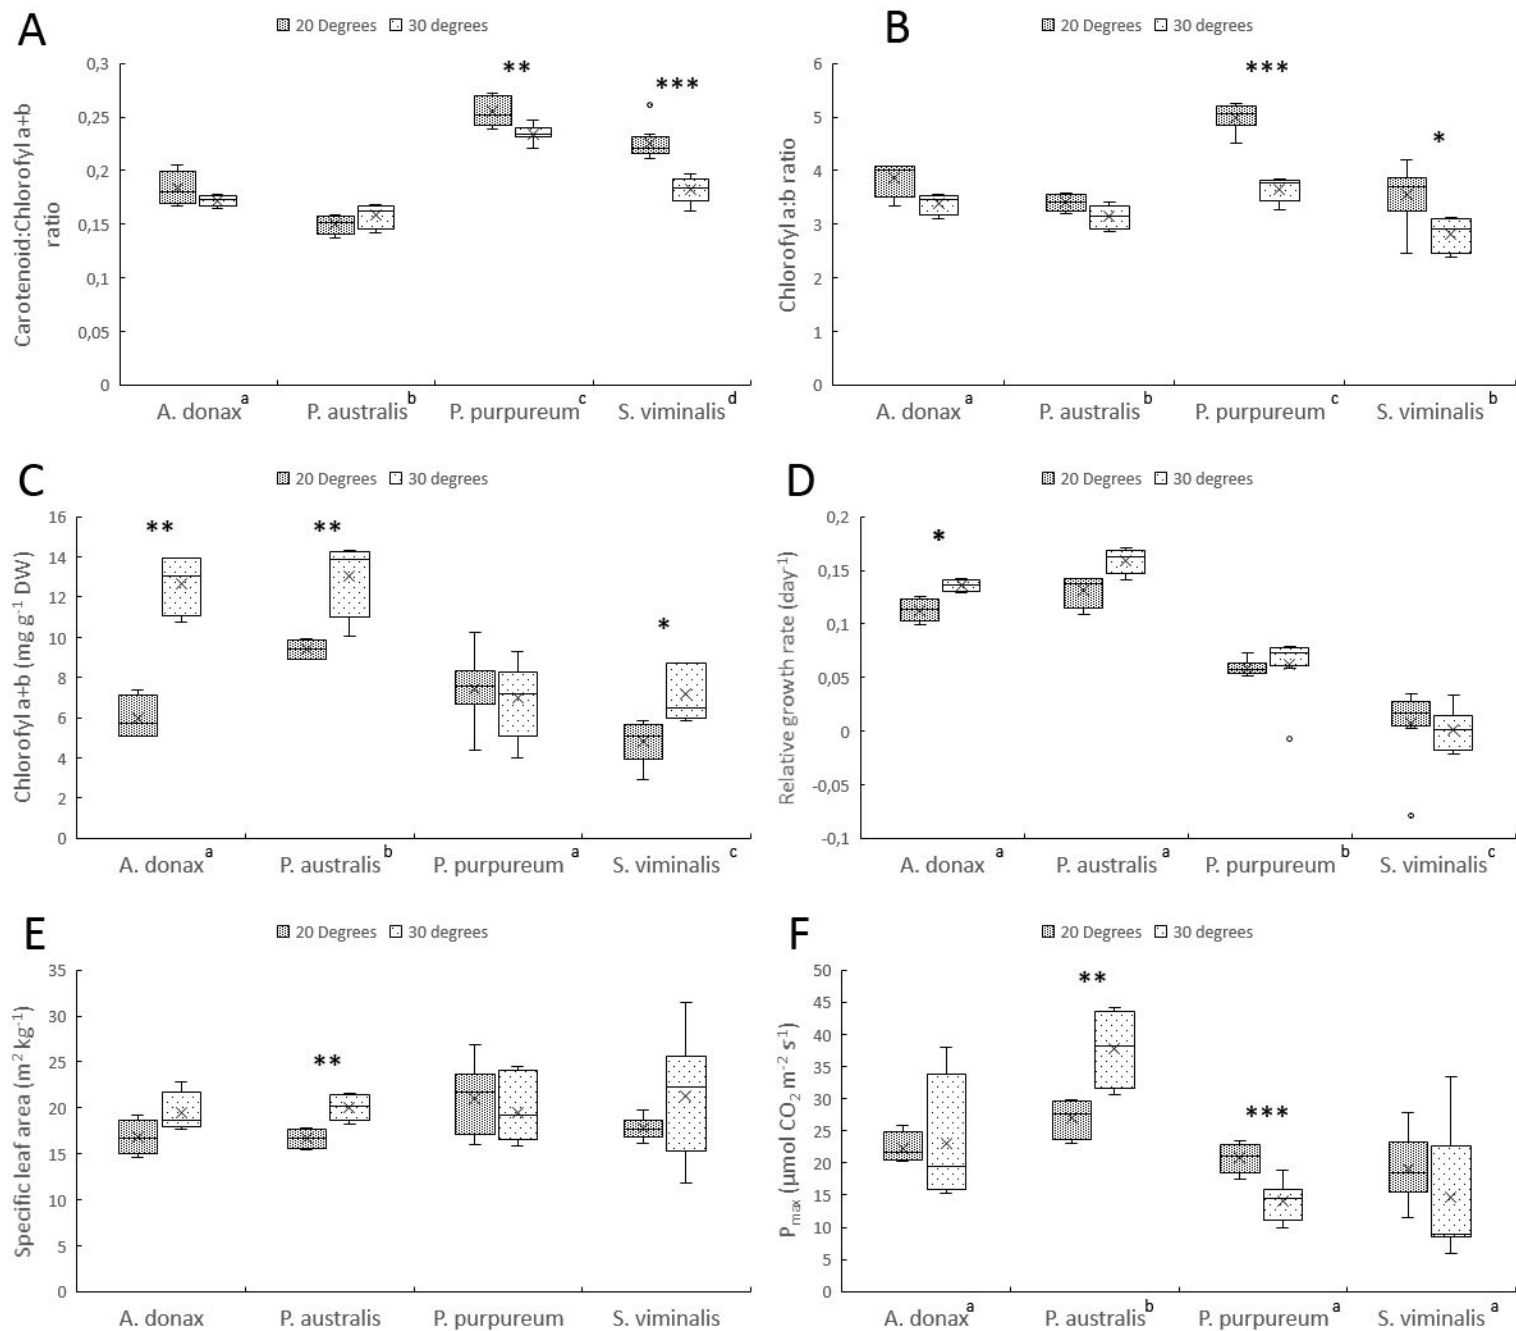 A
20 Degrees 30 degrees
**
***
0,3
0,25
0,2
0,15
0,1
0,05
0
Carotenoid:Chlorofyl a+b
ratio
A. donax a P. australis b P. purpureum c S. viminalis d
B
20 Degrees 30 degrees
***
*
6
5
4
3
2
1
0
Chlorofyl a:b ratio
A. donax a P. australis b P. purpureum c S. viminalis b
C
20 Degrees 30 degrees
** **
*
16
14
12
10
8
6
4
2
0
Chlorofyl a+b (mg g-1 DW)
A. donax a P. australis b P. purpureum a S. viminalis c
D
20 Degrees 30 degrees
*
0,2
0,15
0,1
0,05
0
-0,05
-0,1
Relative growth rate (day-1)
A. donax a P. australis a P. purpureum b S. viminalis c
E
20 Degrees 30 degrees
**
35
30
25
20
15
10
5
0
Specific leaf area (m2 kg-1)
A. donax P. australis P. purpureum S. viminalis
F
20 Degrees 30 degrees
**
***
50
45
40
35
30
25
20
15
10
5
0
Pmax (µmol CO2 m-2 s-1)
A. donax a P. australis b P. purpureum a S. viminalis a